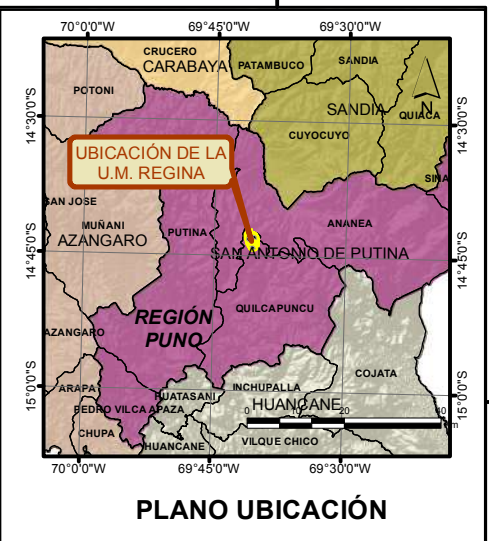 70°0'0"W 69°45'0"W 69°30'0"W
CRUCERO
CARABAYA
PATAMBUCO
SANDIA
POTONI
N
14°30'0"S
14°30'0"S
SANDIA
QUIACA
CUYOCUYO
UBICACIÓN DE LA
U.M. REGINA
SINA
SAN JOSE
MUÑANI
AZANGARO
PUTINA
ANANEA
SAN ANTONIO DE PUTINA
14°45'0"S
14°45'0"S
QUILCAPUNCU
REGIÓN
PUNO
AZANGARO
COJATA
15°0'0"S
15°0'0"S
ARAPA
HUATASANI
INCHUPALLA
PEDRO VILCA APAZA
HUANCANE
0 10 20 40
CHUPA
HUANCANE
VILQUE CHICO
70°0'0"W 69°45'0"W 69°30'0"W
PLANO UBICACIÓN